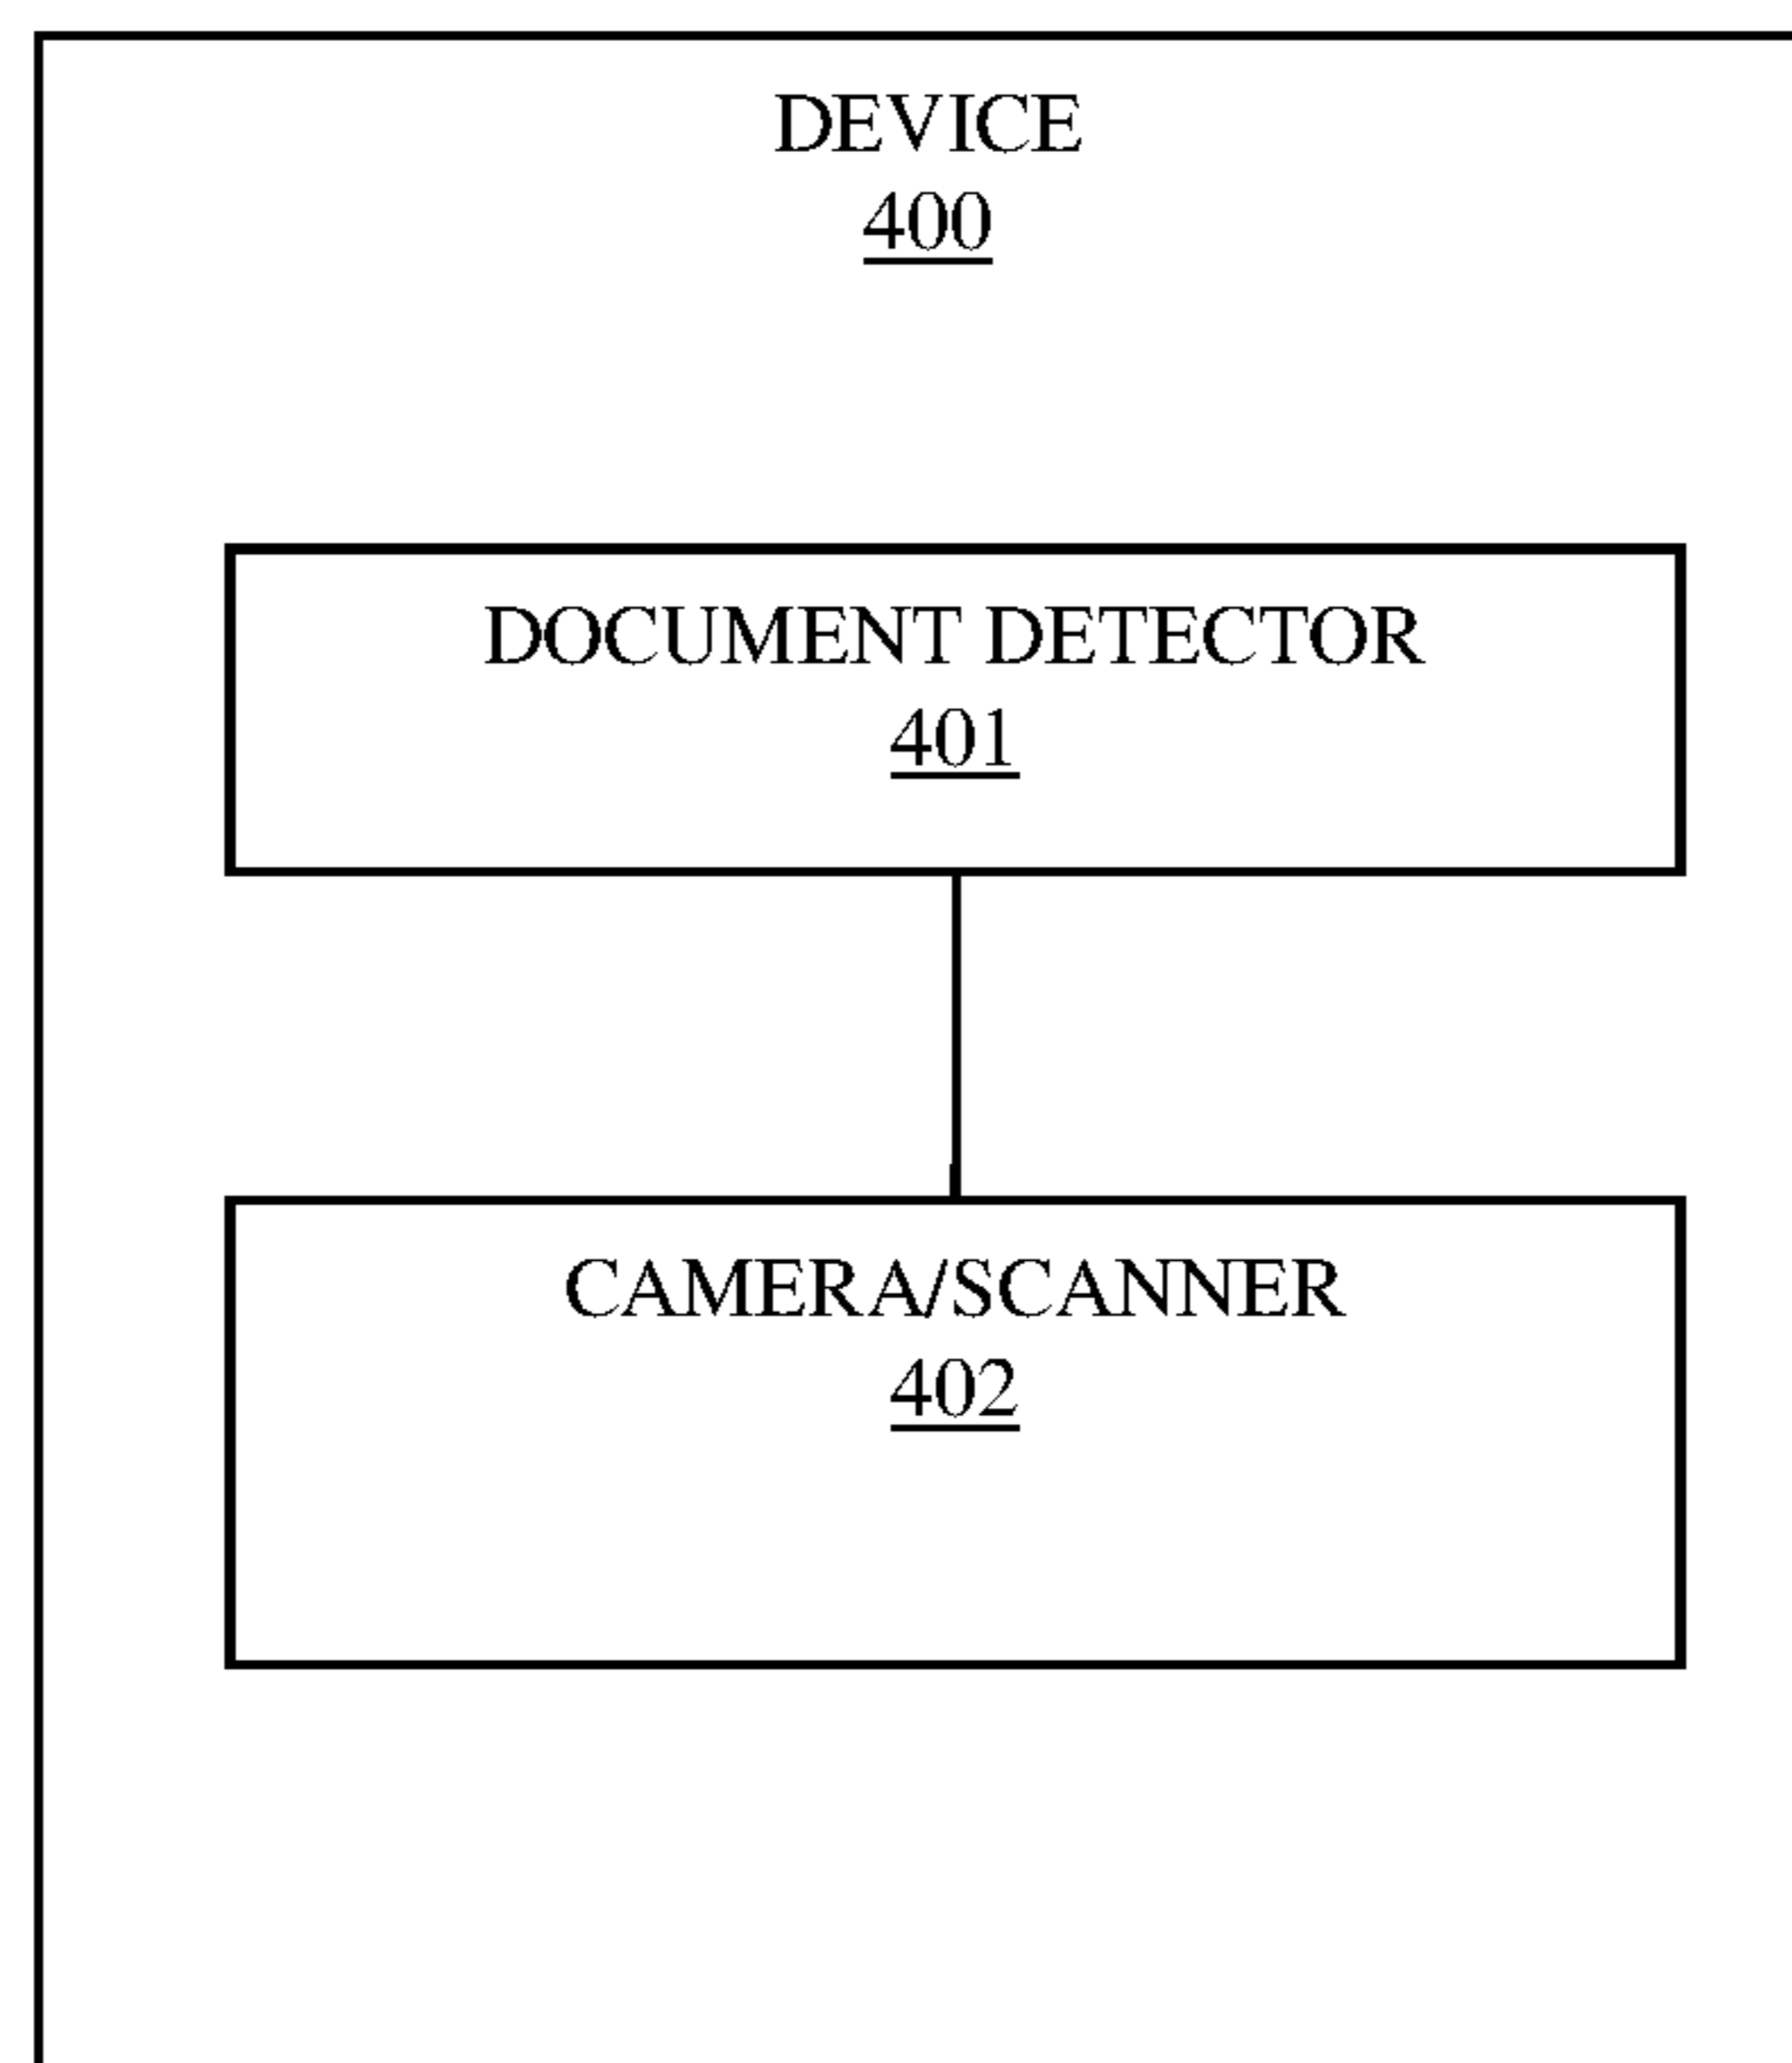 DEVICE
400
DOCUMENT DETECTOR
401
CAMERA/SCANNER
402